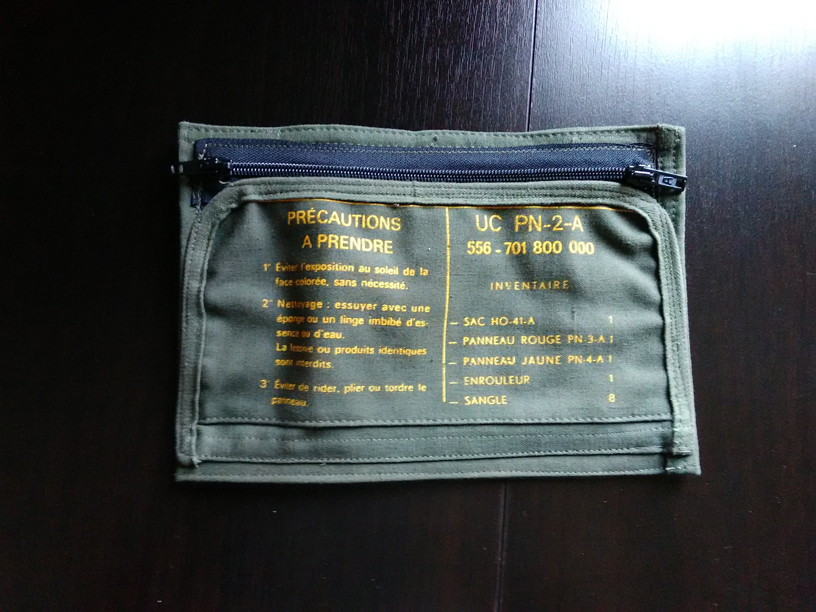 PRÉCAUTIONS
A PRENDRE
1° Éviter l'exposition au soleil de la
face colorée, sans nécessité.
2° Nettoyage : essuyer avec une
éponge ou un linge imbibé d'es-
sence ou d'eau.
La lessive ou produits identiques
sont interdits.
3° Éviter de rider, plier ou tordre le
panneau.
UC PN-2-A
556-701 800 000
INVENTAIRE
— SAC HO-41-A 1
— PANNEAU ROUGE PN-3-A 1
— PANNEAU JAUNE PN-4-A 1
— ENROULEUR 1
— SANGLE 8